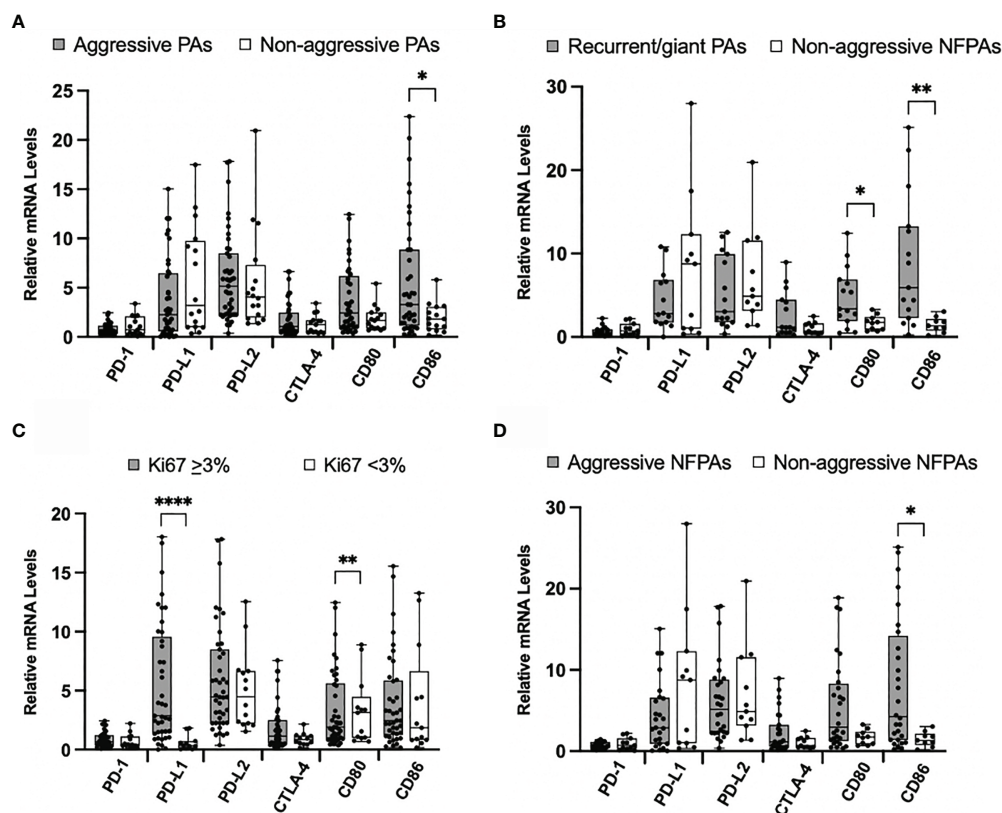 A
Aggressive PAs Non-aggressive PAs
Relative mRNA Levels
25
20
15
10
5
0
*
PD-1 PD-L1 PD-L2 CTLA-4 CD80 CD86
B
Recurrent/giant PAs Non-aggressive NFPAs
Relative mRNA Levels
30
20
10
0
*
**
PD-1 PD-L1 PD-L2 CTLA-4 CD80 CD86
C
Ki67 ≥3% Ki67 <3%
Relative mRNA Levels
20
15
10
5
0
****
**
PD-1 PD-L1 PD-L2 CTLA-4 CD80 CD86
D
Aggressive NFPAs Non-aggressive NFPAs
Relative mRNA Levels
30
20
10
0
*
PD-1 PD-L1 PD-L2 CTLA-4 CD80 CD86